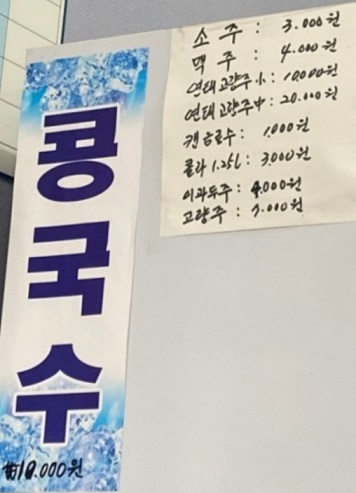 콩국수
₩10.000원
소 주 : 3.000원
맥 주 : 4.000원
연태고량주小 : 10,000원
연태고량주中 : 20.000원
캔음료수 : 1,000원
콜라 1.25L : 3,000원
이과두주 : 4.000원
고량주 : 5.000원